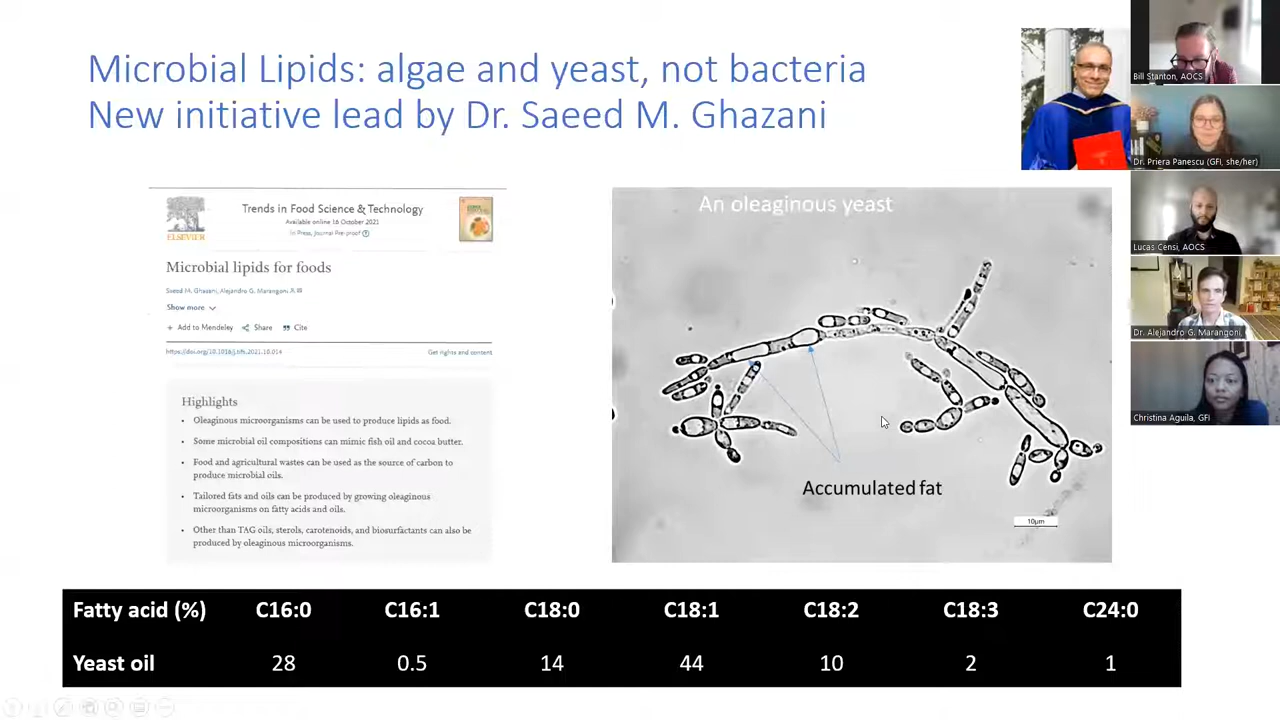 Microbial Lipids: algae and yeast, not bacteria
New initiative lead by Dr. Saeed M. Ghazani
Bill Stanton, AOCS
Dr. Priera Panescu (GFI, she/her)
Lucas Censi, AOCS
Dr. Alejandro G. Marangoni,
Christina Aguila, GFI
ELSEVIER
Trends in Food Science & Technology
Available online 16 October 2021
In Press, Journal Pre-proof
Microbial lipids for foods
Saeed M. Ghazani, Alejandro G. Marangoni
Show more
+ Add to Mendeley Share Cite
https://doi.org/10.1016/j.tifs.2021.10.014
Get rights and content
Highlights
• Oleaginous microorganisms can be used to produce lipids as food.
• Some microbial oil compositions can mimic fish oil and cocoa butter.
• Food and agricultural wastes can be used as the source of carbon to
produce microbial oils.
• Tailored fats and oils can be produced by growing oleaginous
microorganisms on fatty acids and oils.
• Other than TAG oils, sterols, carotenoids, and biosurfactants can also be
produced by oleaginous microorganisms.
An oleaginous yeast
Accumulated fat
10µm
Fatty acid (%) C16:0 C16:1 C18:0 C18:1 C18:2 C18:3 C24:0
Yeast oil 28 0.5 14 44 10 2 1